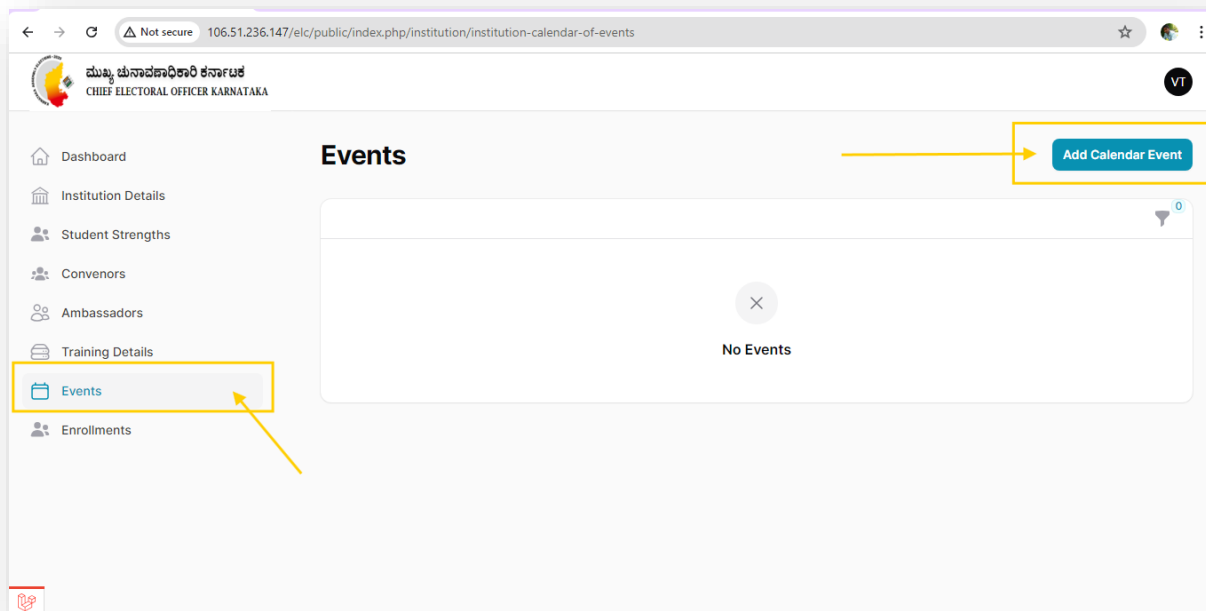 Not secure 106.51.236.147/elc/public/index.php/institution/institution-calendar-of-events
ಮುಖ್ಯ ಚುನಾವಣಾಧಿಕಾರಿ ಕರ್ನಾಟಕ
CHIEF ELECTORAL OFFICER KARNATAKA
VT
Dashboard
Institution Details
Student Strengths
Convenors
Ambassadors
Training Details
Events
Enrollments
Events
Add Calendar Event
0
No Events